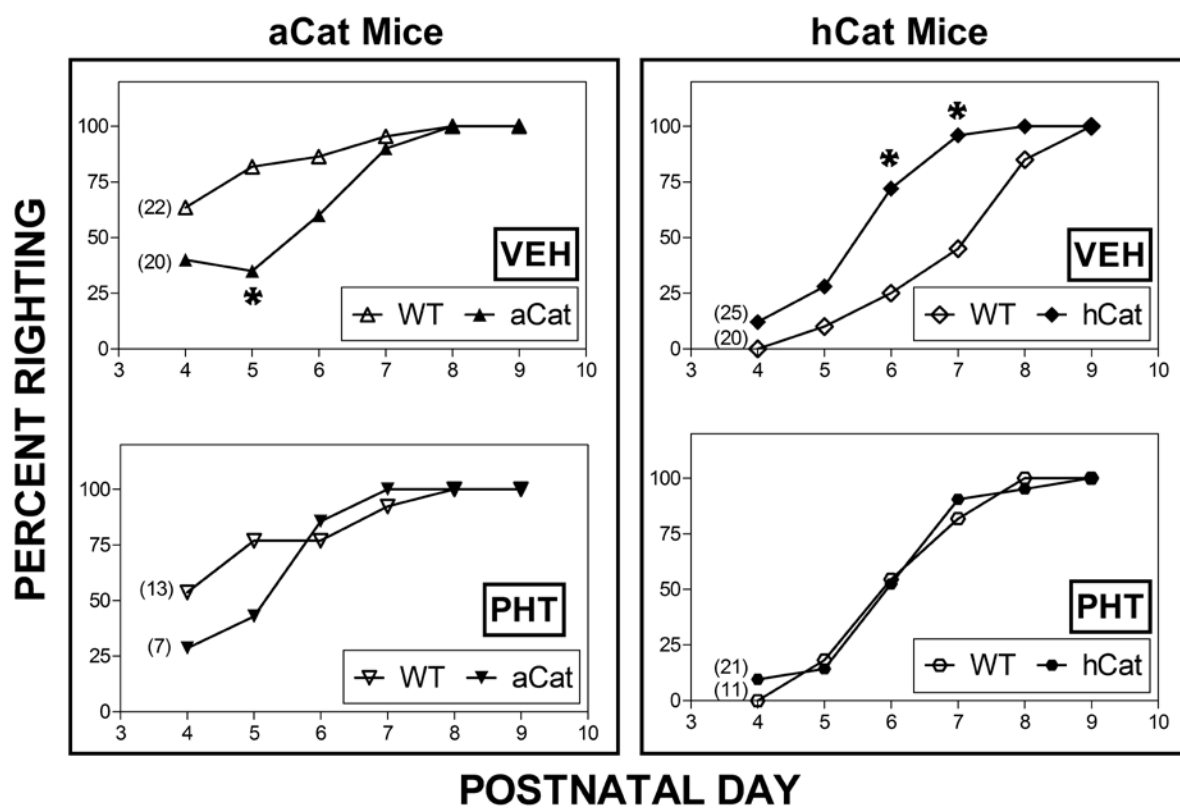 aCat Mice
hCat Mice
PERCENT RIGHTING
100
75
50
25
0
(22)
(20)
*
VEH
WT aCat
3 4 5 6 7 8 9 10
100
75
50
25
0
(25)
(20)
* *
VEH
WT hCat
3 4 5 6 7 8 9 10
100
75
50
25
0
(13)
(7)
PHT
WT aCat
3 4 5 6 7 8 9 10
100
75
50
25
0
(21)
(11)
PHT
WT hCat
3 4 5 6 7 8 9 10
POSTNATAL DAY